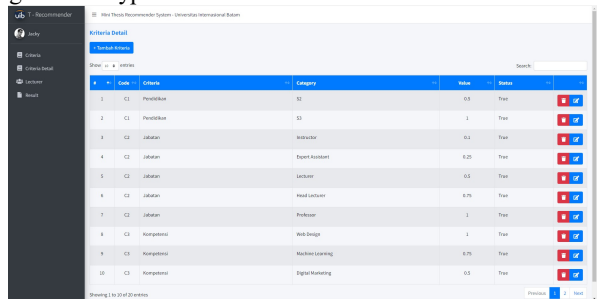 uib T - Recommender
Mini Thesis Recommender System - Universitas Internasional Batam
Jecky
Criteria
Criteria Detail
Lecturer
Result
Kriteria Detail
+ Tambah Kriteria
Show 10 entries
Search:
# Code Criteria Category Value Status
1 C1 Pendidikan S2 0.5 True
2 C1 Pendidikan S3 1 True
3 C2 Jabatan Instructor 0.1 True
4 C2 Jabatan Expert Assistant 0.25 True
5 C2 Jabatan Lecturer 0.5 True
6 C2 Jabatan Head Lecturer 0.75 True
7 C2 Jabatan Professor 1 True
8 C3 Kompetensi Web Design 1 True
9 C3 Kompetensi Machine Learning 0.75 True
10 C3 Kompetensi Digital Marketing 0.5 True
Showing 1 to 10 of 20 entries
Previous 1 2 Next